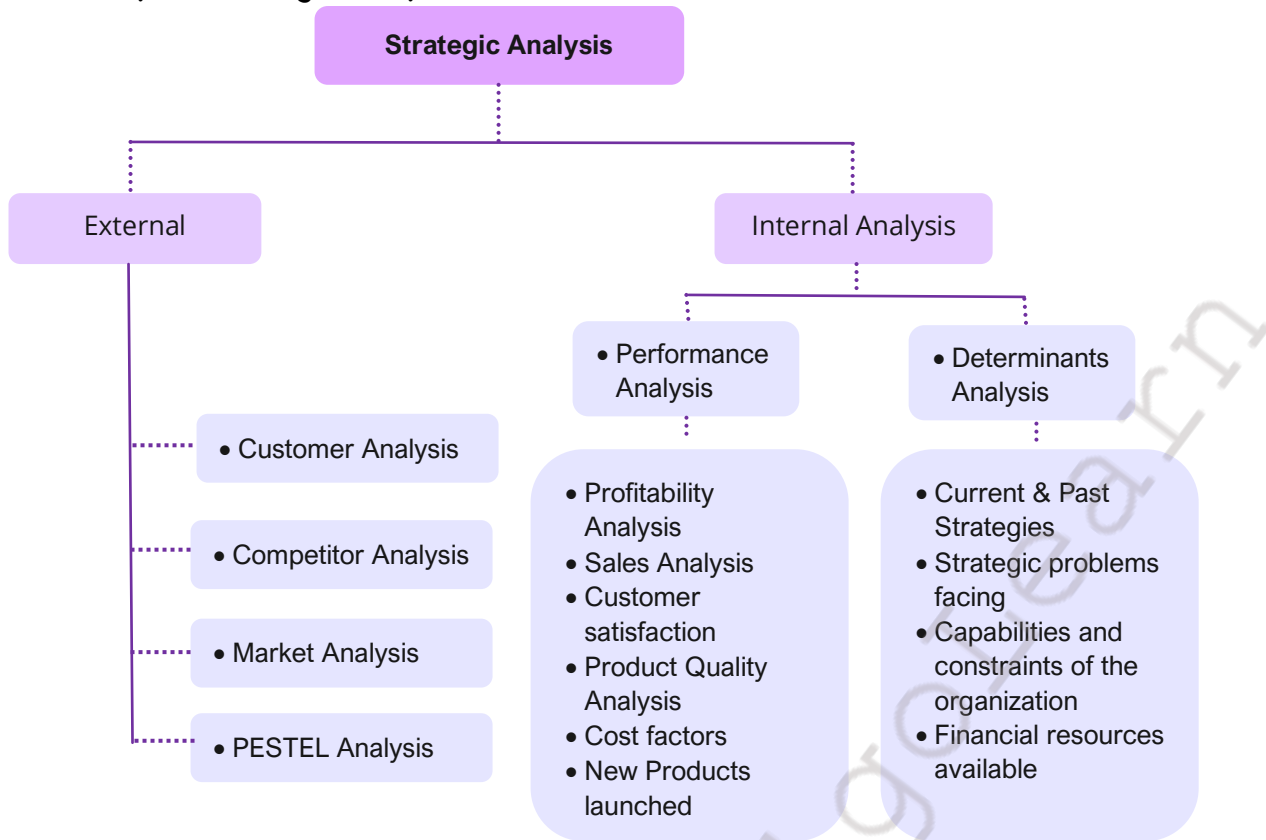 Strategic Analysis
External
Internal Analysis
• Customer Analysis
• Competitor Analysis
• Market Analysis
• PESTEL Analysis
• Performance
Analysis
• Profitability
Analysis
• Sales Analysis
• Customer
satisfaction
• Product Quality
Analysis
• Cost factors
• New Products
launched
• Determinants
Analysis
• Current & Past
Strategies
• Strategic problems
facing
• Capabilities and
constraints of the
organization
• Financial resources
available